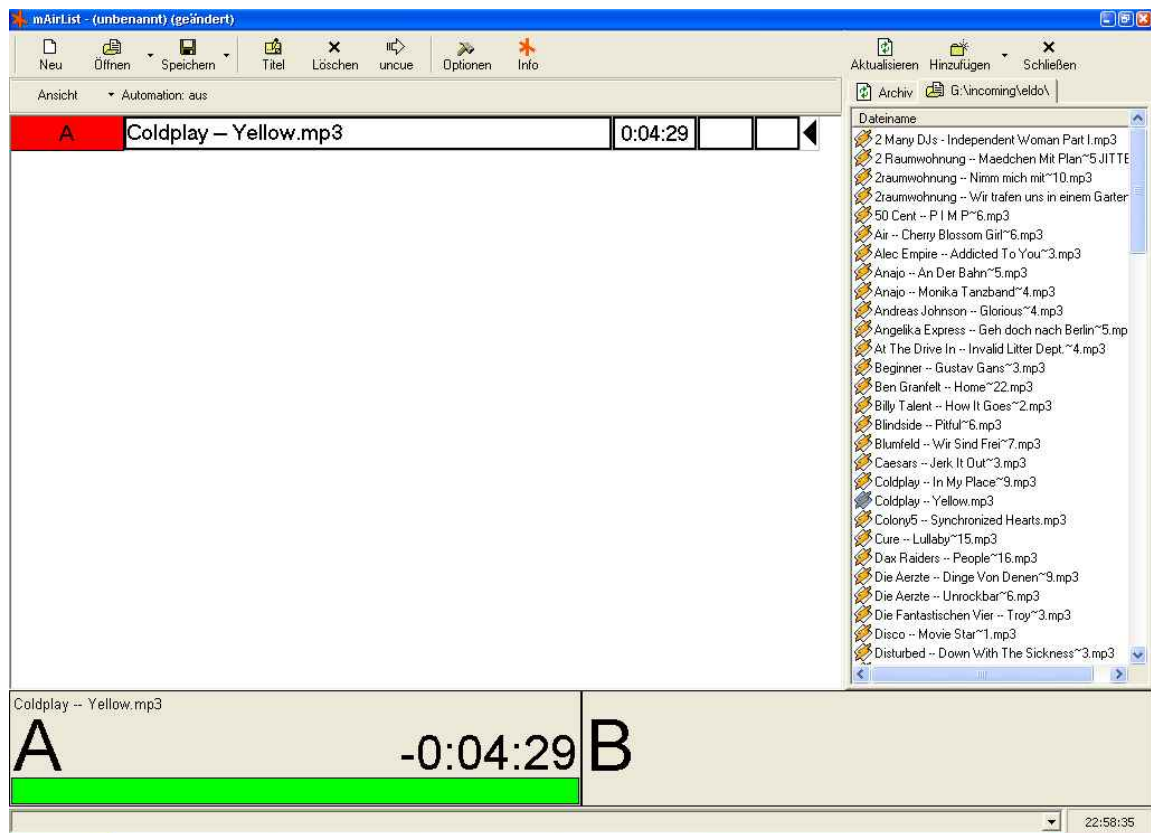 mAirList - (unbenannt) (geändert)
Neu Öffnen Speichern Titel Löschen uncue Optionen Info
Aktualisieren Hinzufügen Schließen
Ansicht Automation: aus
Archiv G:\incoming\eldo\
A Coldplay – Yellow.mp3 0:04:29
Dateiname
2 Many DJs - Independent Woman Part I.mp3
2 Raumwohnung -- Maedchen Mit Plan~5 JITTE
2raumwohnung -- Nimm mich mit~10.mp3
2raumwohnung -- Wir trafen uns in einem Garten
50 Cent -- P I M P~6.mp3
Air -- Cherry Blossom Girl~6.mp3
Alec Empire -- Addicted To You~3.mp3
Anajo -- An Der Bahn~5.mp3
Anajo -- Monika Tanzband~4.mp3
Andreas Johnson -- Glorious~4.mp3
Angelika Express -- Geh doch nach Berlin~5.mp
At The Drive In -- Invalid Litter Dept.~4.mp3
Beginner -- Gustav Gans~3.mp3
Ben Granfelt -- Home~22.mp3
Billy Talent -- How It Goes~2.mp3
Blindside -- Pitful~6.mp3
Blumfeld -- Wir Sind Frei~7.mp3
Caesars -- Jerk It Out~3.mp3
Coldplay -- In My Place~9.mp3
Coldplay -- Yellow.mp3
Colony5 -- Synchronized Hearts.mp3
Cure -- Lullaby~15.mp3
Dax Raiders -- People~16.mp3
Die Aerzte -- Dinge Von Denen~9.mp3
Die Aerzte -- Unrockbar~6.mp3
Die Fantastischen Vier -- Troy~3.mp3
Disco -- Movie Star~1.mp3
Disturbed -- Down With The Sickness~3.mp3
Coldplay -- Yellow.mp3
A -0:04:29 B
22:58:35